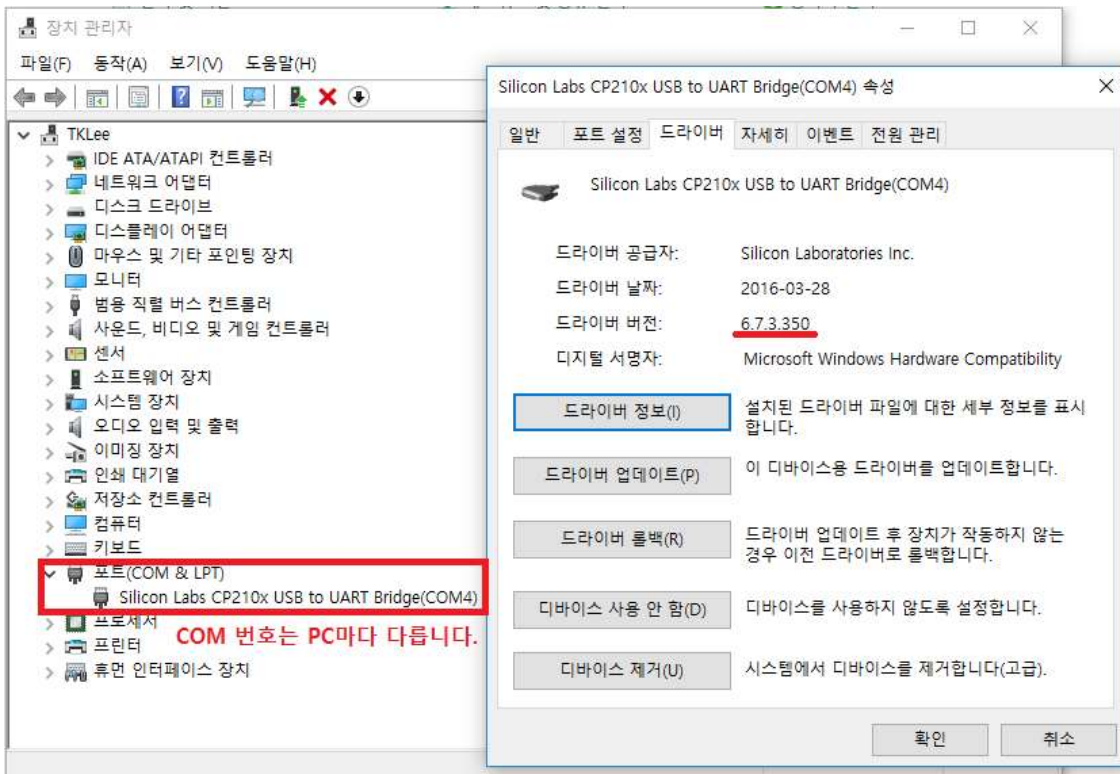 장치 관리자
파일(F) 동작(A) 보기(V) 도움말(H)
TKLee
IDE ATA/ATAPI 컨트롤러
네트워크 어댑터
디스크 드라이브
디스플레이 어댑터
마우스 및 기타 포인팅 장치
모니터
범용 직렬 버스 컨트롤러
사운드, 비디오 및 게임 컨트롤러
센서
소프트웨어 장치
시스템 장치
오디오 입력 및 출력
이미징 장치
인쇄 대기열
저장소 컨트롤러
컴퓨터
키보드
포트(COM & LPT)
Silicon Labs CP210x USB to UART Bridge(COM4)
프로세서
COM 번호는 PC마다 다릅니다.
프린터
휴먼 인터페이스 장치
Silicon Labs CP210x USB to UART Bridge(COM4) 속성
일반 포트 설정 드라이버 자세히 이벤트 전원 관리
Silicon Labs CP210x USB to UART Bridge(COM4)
드라이버 공급자: Silicon Laboratories Inc.
드라이버 날짜: 2016-03-28
드라이버 버전: 6.7.3.350
디지털 서명자: Microsoft Windows Hardware Compatibility
드라이버 정보(I) 설치된 드라이버 파일에 대한 세부 정보를 표시
합니다.
드라이버 업데이트(P) 이 디바이스용 드라이버를 업데이트합니다.
드라이버 롤백(R) 드라이버 업데이트 후 장치가 작동하지 않는
경우 이전 드라이버로 롤백합니다.
디바이스 사용 안 함(D) 디바이스를 사용하지 않도록 설정합니다.
디바이스 제거(U) 시스템에서 디바이스를 제거합니다(고급).
확인 취소